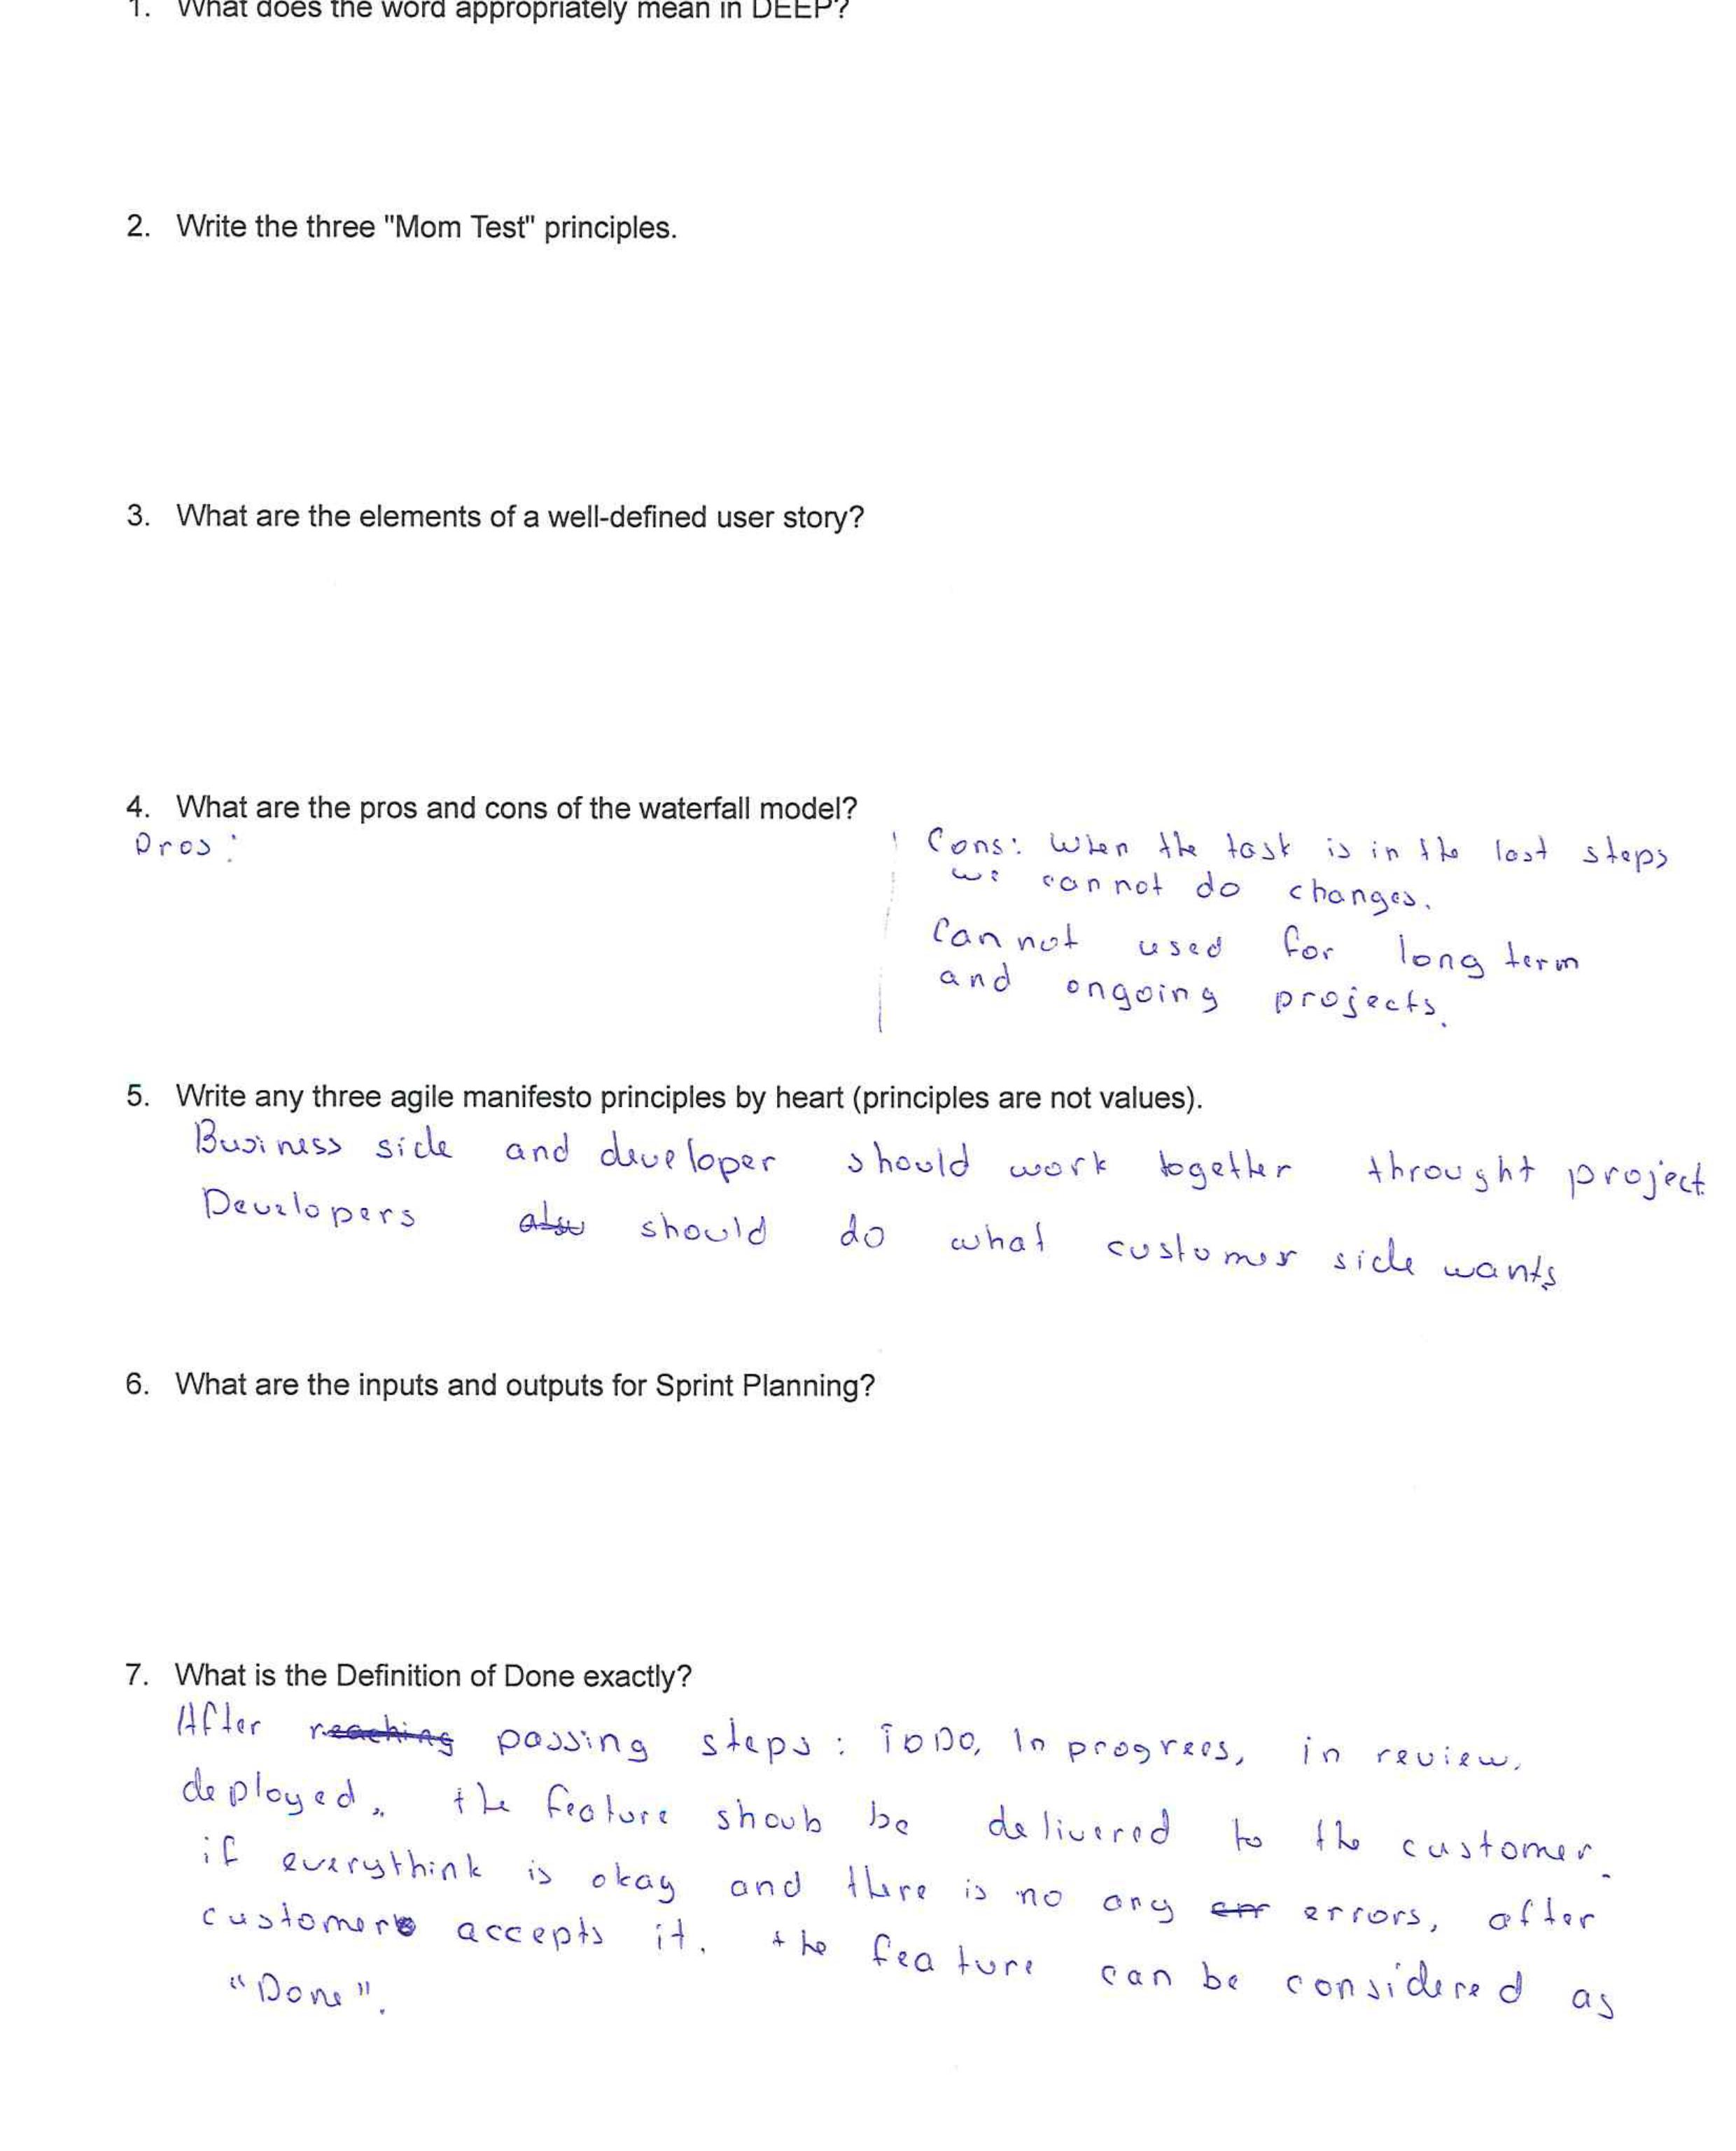 1. What does the word appropriately mean in DEEP?
2. Write the three "Mom Test" principles.
3. What are the elements of a well-defined user story?
4. What are the pros and cons of the waterfall model?
Pros:
Cons: When the task is in the last steps
we cannot do changes.
Cannot used for long term
and ongoing projects.
5. Write any three agile manifesto principles by heart (principles are not values).
Business side and developer should work together throught project
Developers also should do what customer side wants
6. What are the inputs and outputs for Sprint Planning?
7. What is the Definition of Done exactly?
After reaching passing steps: ToDo, In progress, in review,
deployed, the feature shoub be delivered to the customer.
if everythink is okay and there is no any err errors, after
customer accepts it, the feature can be considered as
"Done".